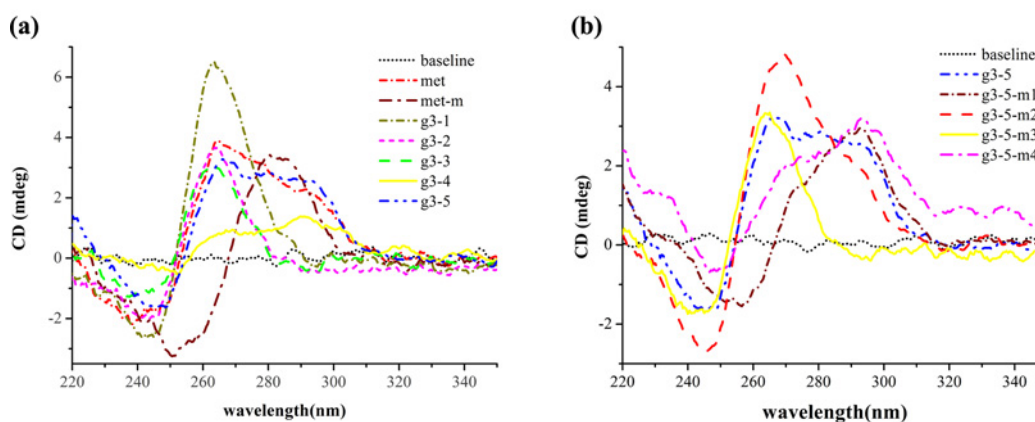 (a)
CD (mdeg)
6
4
2
0
-2
220 240 260 280 300 320 340
wavelength(nm)
baseline
met
met-m
g3-1
g3-2
g3-3
g3-4
g3-5
(b)
CD (mdeg)
4
2
0
-2
220 240 260 280 300 320 340
wavelength(nm)
baseline
g3-5
g3-5-m1
g3-5-m2
g3-5-m3
g3-5-m4